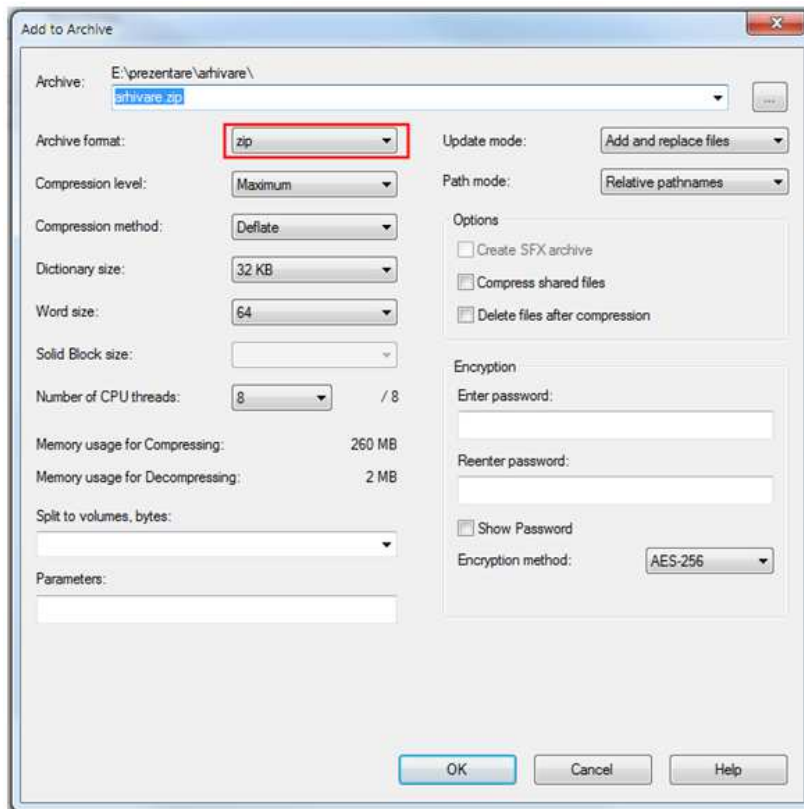 Add to Archive
Archive:
E:\prezentare\arhivare\
arhivare.zip
...
Archive format:
zip
Compression level:
Maximum
Compression method:
Deflate
Dictionary size:
32 KB
Word size:
64
Solid Block size:
Number of CPU threads:
8
/ 8
Memory usage for Compressing:
260 MB
Memory usage for Decompressing:
2 MB
Split to volumes, bytes:
Parameters:
Update mode:
Add and replace files
Path mode:
Relative pathnames
Options
Create SFX archive
Compress shared files
Delete files after compression
Encryption
Enter password:
Reenter password:
Show Password
Encryption method:
AES-256
OK
Cancel
Help